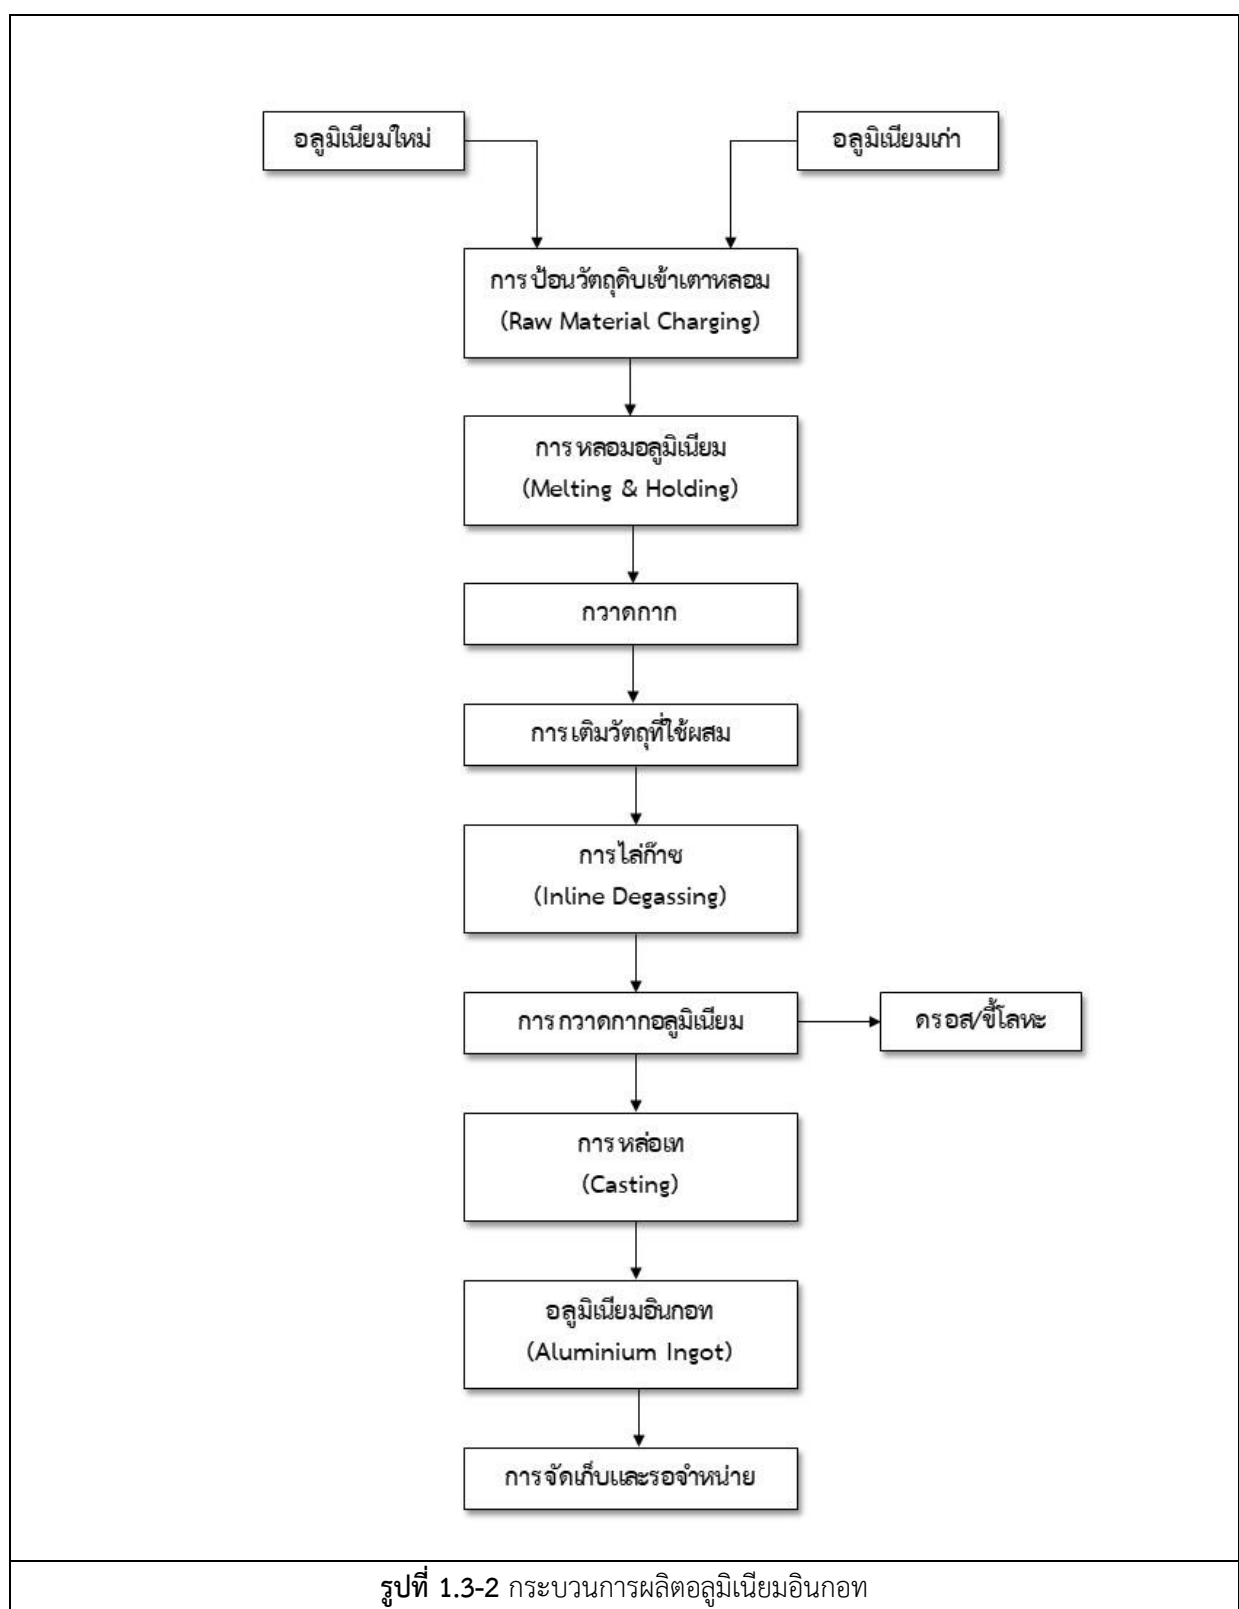 อลูมิเนียมใหม่
อลูมิเนียมเก่า
การป้อนวัตถุดิบเข้าเตาหลอม
(Raw Material Charging)
การหลอมอลูมิเนียม
(Melting & Holding)
กวาดกาก
การเติมวัตถุที่ใช้ผสม
การไล่ก๊าซ
(Inline Degassing)
การกวาดกากอลูมิเนียม
ดรอส/ขี้โลหะ
การหล่อเท
(Casting)
อลูมิเนียมอินกอท
(Aluminium Ingot)
การจัดเก็บและรอจำหน่าย
รูปที่ 1.3-2 กระบวนการผลิตอลูมิเนียมอินกอท